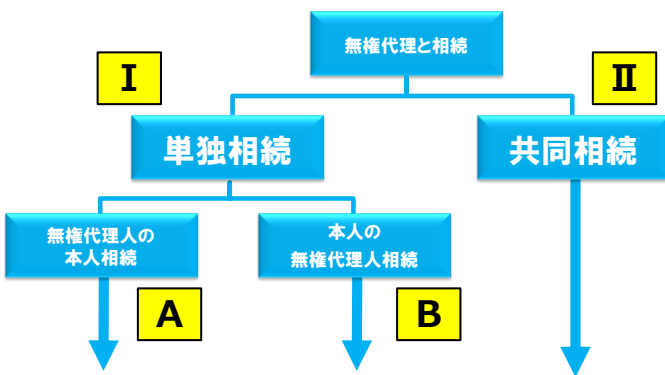 無権代理と相続
Ⅰ
Ⅱ
単独相続
共同相続
無権代理人の
本人相続
本人の
無権代理人相続
A
B